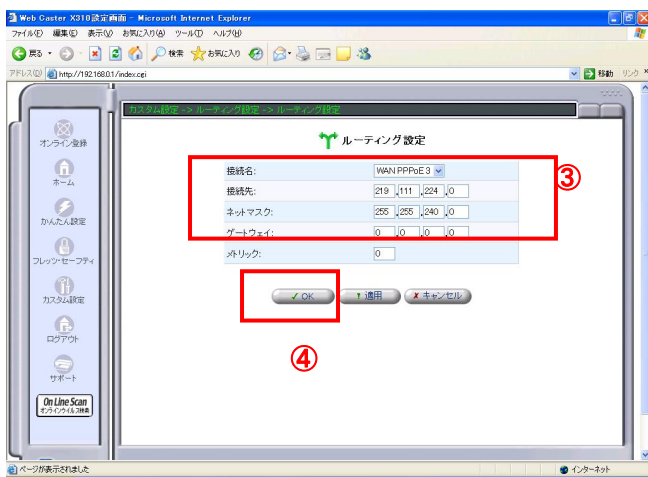 Web Caster X310設定画面 - Microsoft Internet Explorer
ファイル(F) 編集(E) 表示(V) お気に入り(A) ツール(T) ヘルプ(H)
戻る 検索 お気に入り
アドレス(D) http://192.168.0.1/index.cgi 移動 リンク »
カスタム設定 -> ルーティング設定 -> ルーティング設定
オンライン登録
ホーム
かんたん設定
フレッツ・セーフティ
カスタム設定
ログアウト
サポート
On Line Scan
オンラインウイルス検査
ルーティング設定
接続名: WAN PPPoE 3
接続先: 219 .111 .224 .0
ネットマスク: 255 .255 .240 .0
ゲートウェイ: 0 .0 .0 .0
メトリック: 0
③
✓ OK 適用 キャンセル
④
ページが表示されました インターネット